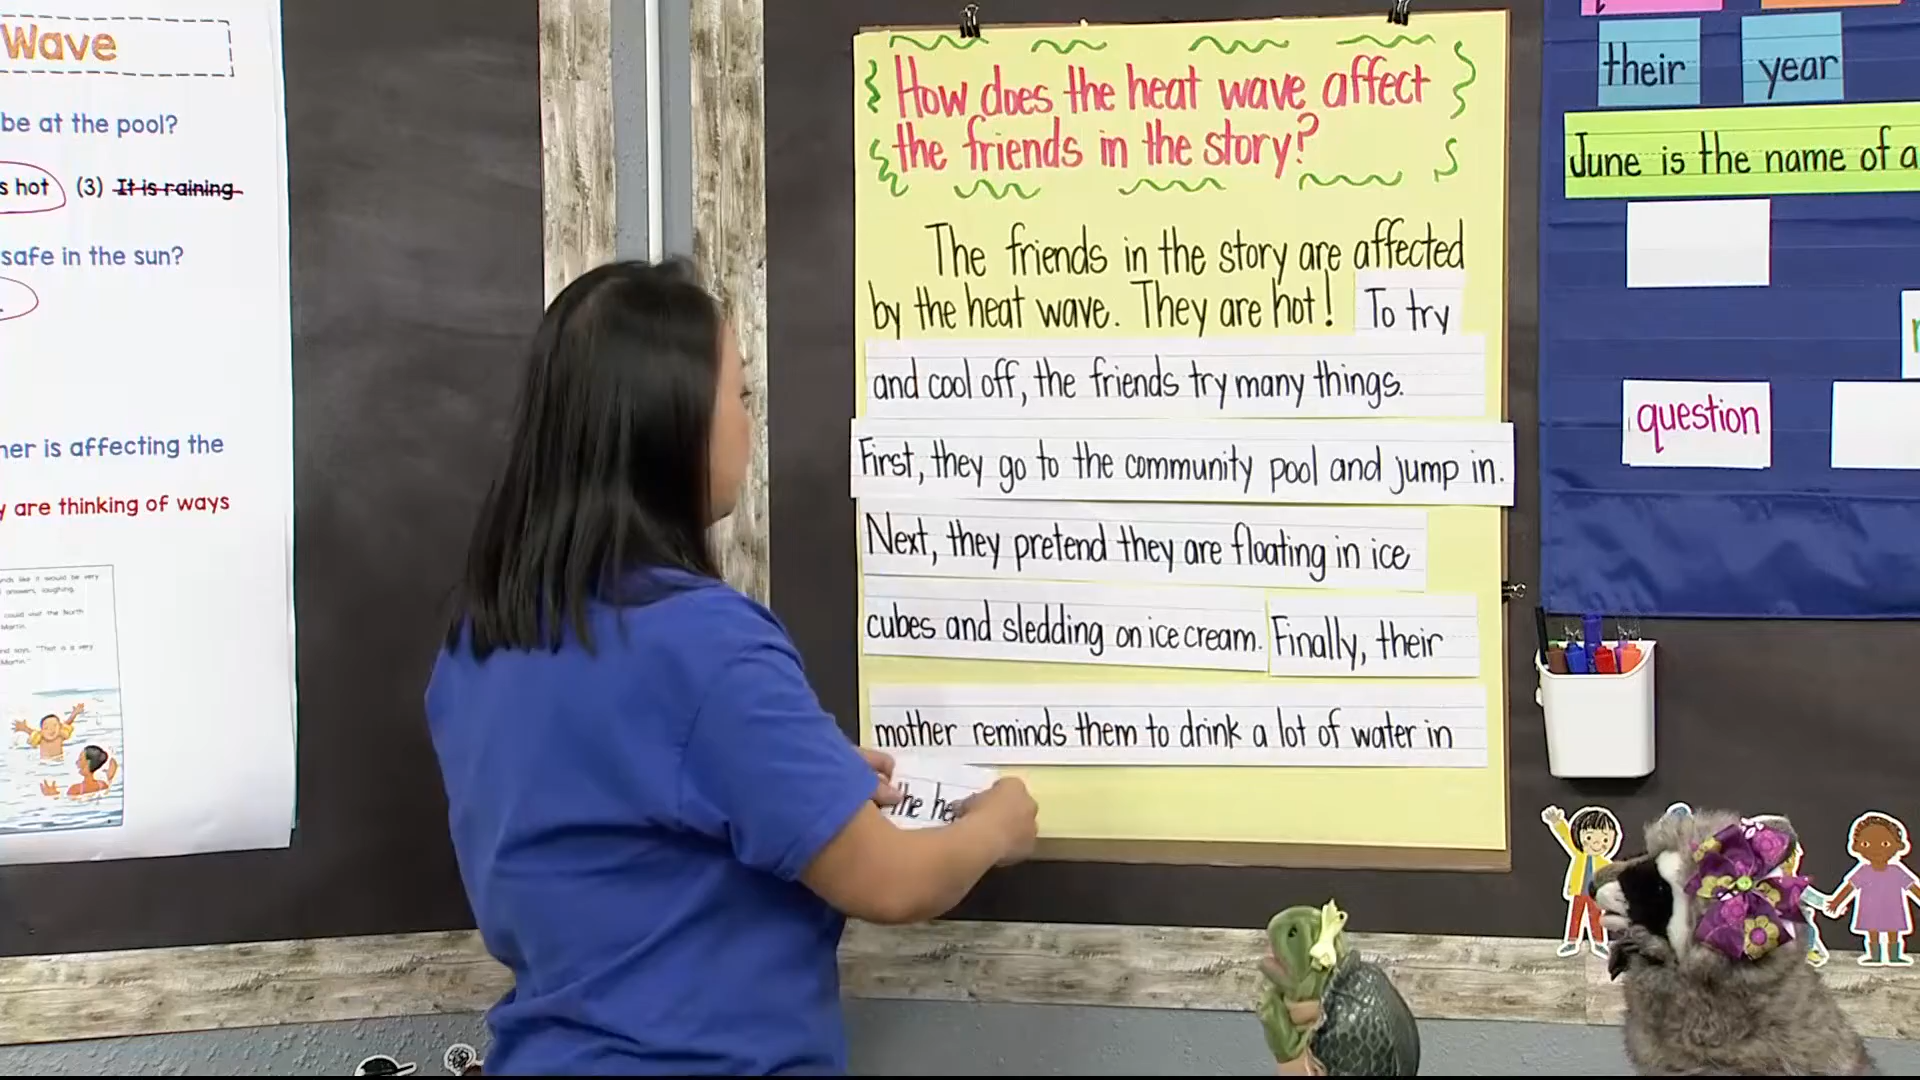 Wave
be at the pool?
s hot (3) It is raining
safe in the sun?
her is affecting the
y are thinking of ways
How does the heat wave affect
the friends in the story?
The friends in the story are affected
by the heat wave. They are hot! To try
and cool off, the friends try many things.
First, they go to the community pool and jump in.
Next, they pretend they are floating in ice
cubes and sledding on ice cream. Finally, their
mother reminds them to drink a lot of water in
the
their year
June is the name of a
question